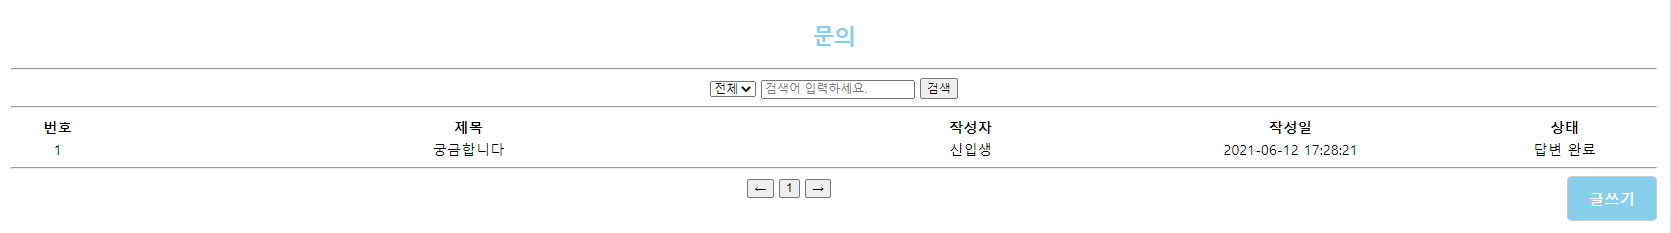 문의
전체 검색어 입력하세요. 검색
번호 제목 작성자 작성일 상태
1 궁금합니다 신입생 2021-06-12 17:28:21 답변 완료
← 1 → 글쓰기